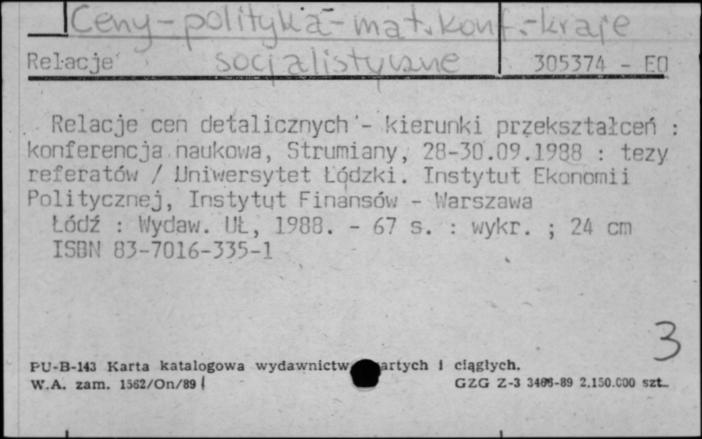 Ceny - polityka - mat. konf. - kraje
socjalistyczne
Relacje 305374 - EO
Relacje cen detalicznych - kierunki przekształceń :
konferencja naukowa, Strumiany, 28-30.09.1988 : tezy
referatów / Uniwersytet Łódzki. Instytut Ekonomii
Politycznej, Instytut Finansów - Warszawa
Łódź : Wydaw. UŁ, 1988. - 67 s. : wykr. ; 24 cm
ISBN 83-7016-335-1
3
PU-B-143 Karta katalogowa wydawnictw artych i ciągłych.
W.A. zam. 1562/On/89 GZG Z-3 -89 2.150.000 szt.